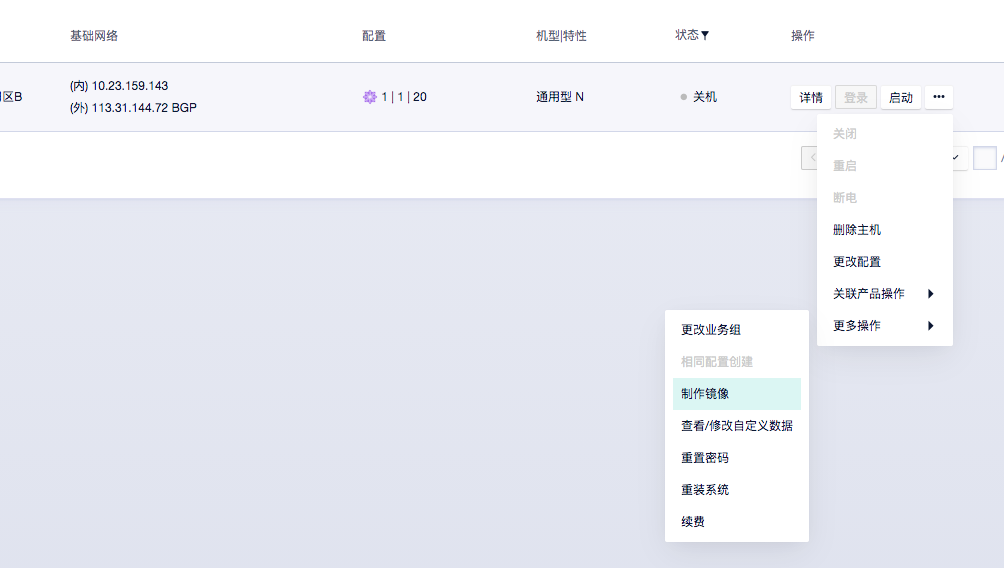 基础网络 配置 机型|特性 状态 操作
区B
(内) 10.23.159.143
(外) 113.31.144.72 BGP
1 | 1 | 20
通用型 N
关机
详情 登录 启动 •••
关闭
重启
断电
删除主机
更改配置
关联产品操作
更多操作
更改业务组
相同配置创建
制作镜像
查看/修改自定义数据
重置密码
重装系统
续费